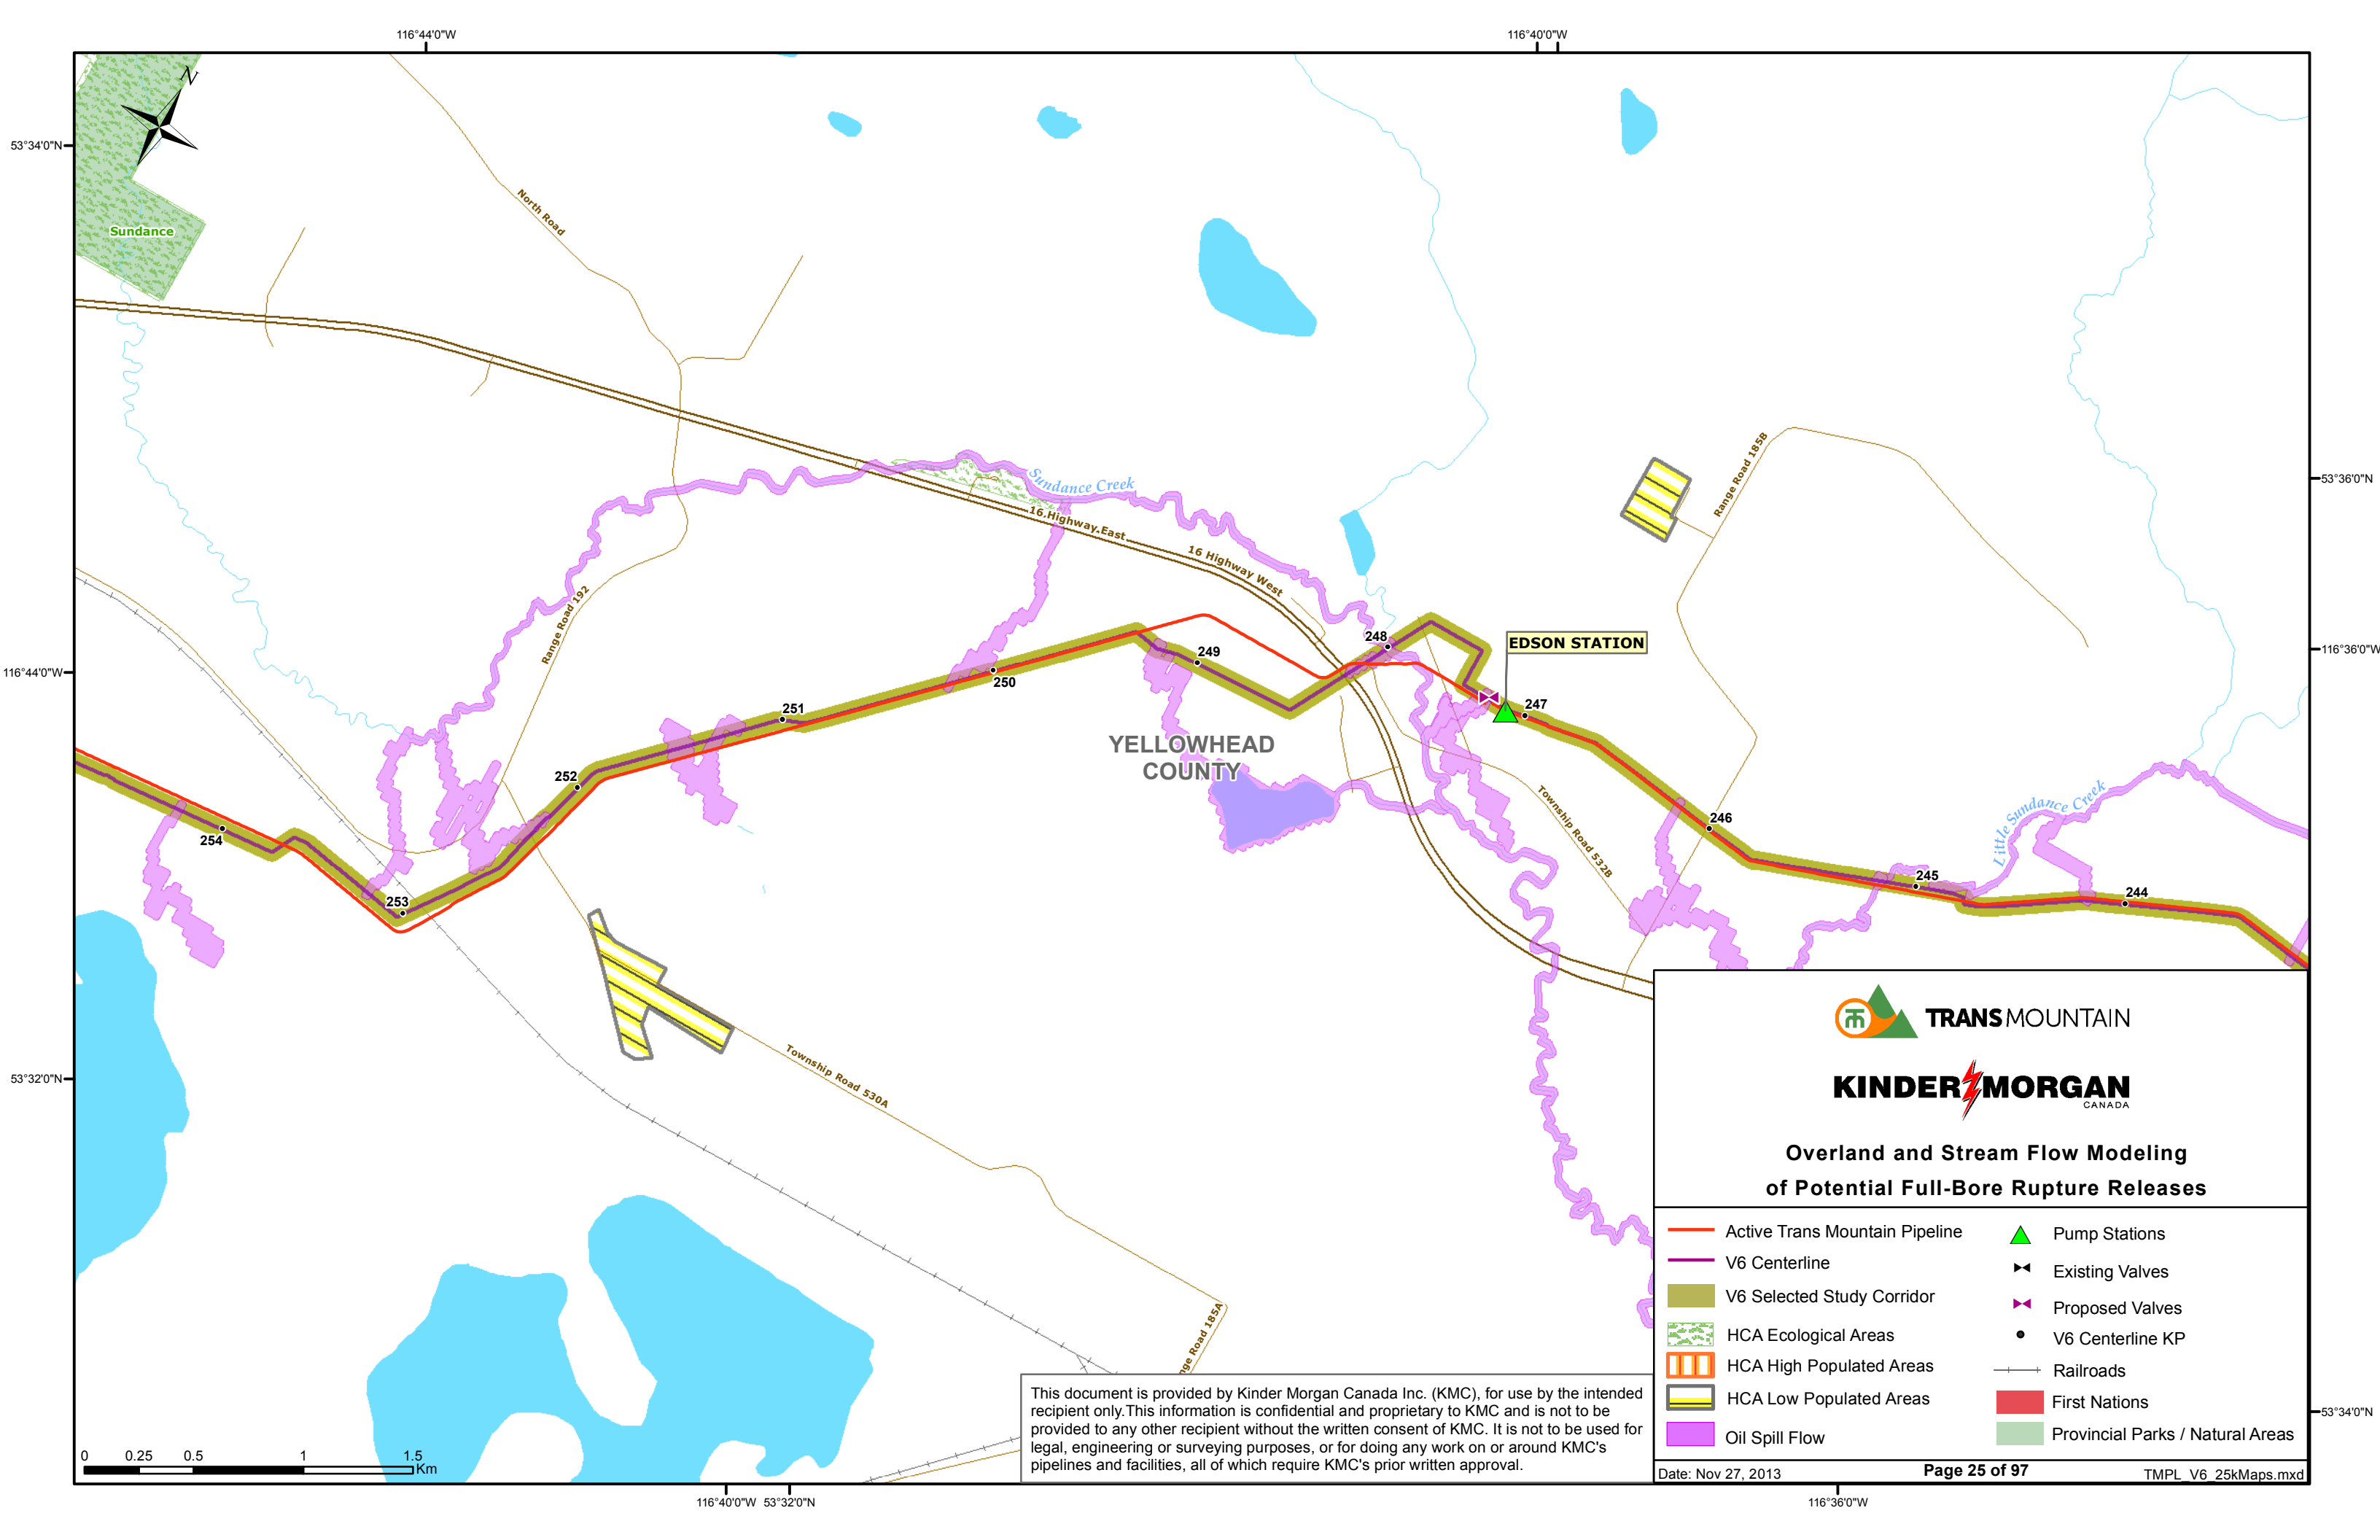 116°44'0"W
116°40'0"W
N
53°34'0"N
North Road
Sundance
Range Road 185B
Sundance Creek
53°36'0"N
16 Highway East
16 Highway West
Range Road 192
248
EDSON STATION
116°36'0"W
249
116°44'0"W
250
251
247
YELLOWHEAD
COUNTY
252
Township Road 532B
Little Sundance Creek
246
254
245
244
253
TRANSMOUNTAIN
53°32'0"N
Township Road 530A
KINDER MORGAN
CANADA
Overland and Stream Flow Modeling
of Potential Full-Bore Rupture Releases
Active Trans Mountain Pipeline
V6 Centerline
V6 Selected Study Corridor
HCA Ecological Areas
HCA High Populated Areas
HCA Low Populated Areas
Oil Spill Flow
Pump Stations
Existing Valves
Proposed Valves
V6 Centerline KP
Railroads
First Nations
Provincial Parks / Natural Areas
nge Road 185A
This document is provided by Kinder Morgan Canada Inc. (KMC), for use by the intended
recipient only.This information is confidential and proprietary to KMC and is not to be
provided to any other recipient without the written consent of KMC. It is not to be used for
legal, engineering or surveying purposes, or for doing any work on or around KMC's
pipelines and facilities, all of which require KMC's prior written approval.
53°34'0"N
0 0.25 0.5 1 1.5
Km
Date: Nov 27, 2013 Page 25 of 97 TMPL_V6_25kMaps.mxd
116°40'0"W 53°32'0"N
116°36'0"W